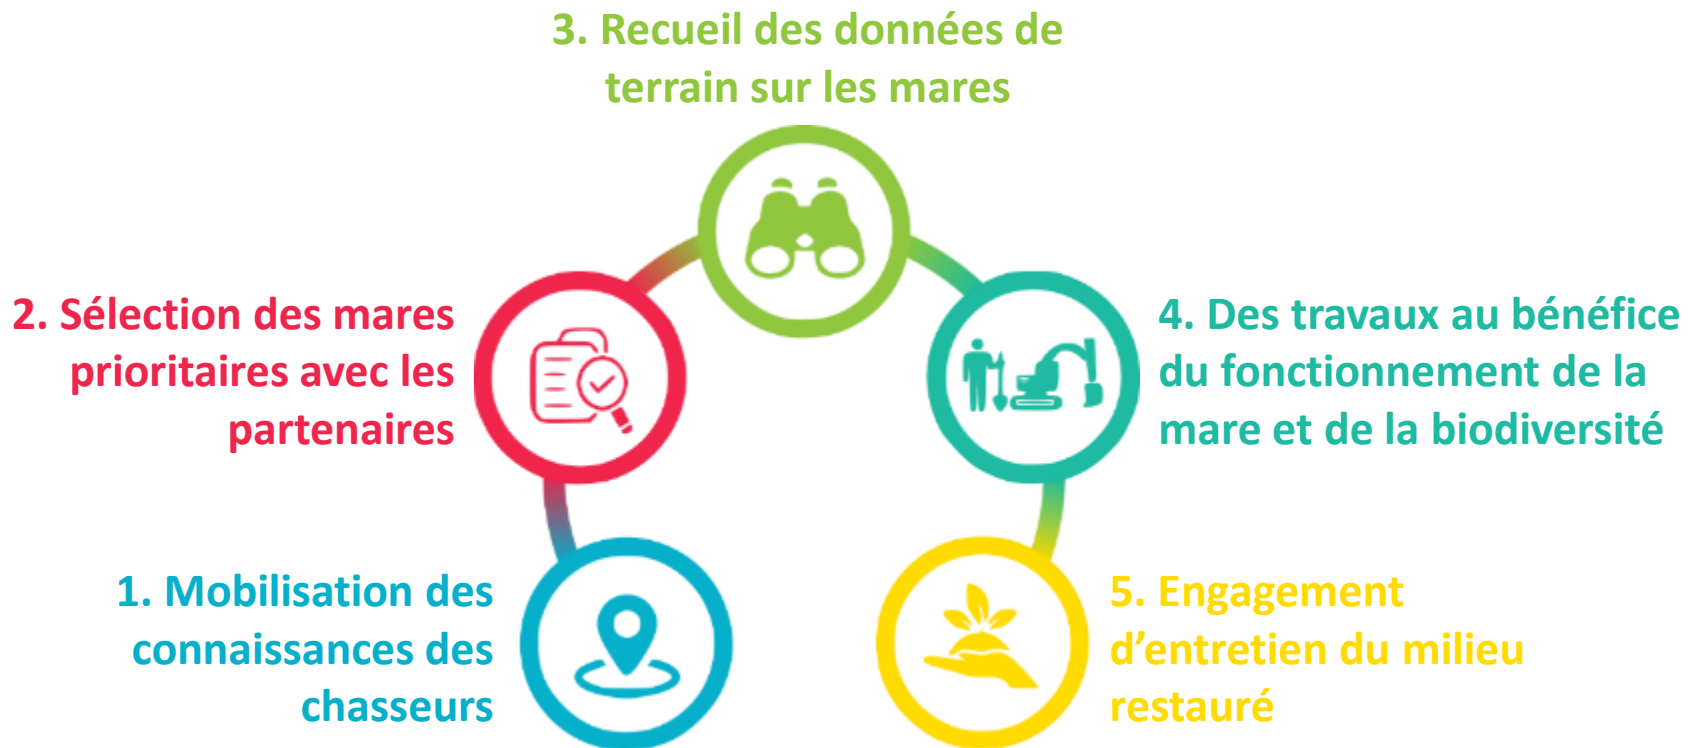 3. Recueil des données de
terrain sur les mares
2. Sélection des mares
prioritaires avec les
partenaires
4. Des travaux au bénéfice
du fonctionnement de la
mare et de la biodiversité
1. Mobilisation des
connaissances des
chasseurs
5. Engagement
d’entretien du milieu
restauré